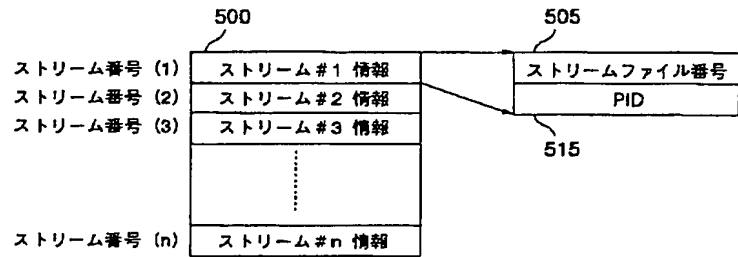 500
505
ストリーム番号 (1) ストリーム#1 情報 ストリームファイル番号
ストリーム番号 (2) ストリーム#2 情報 PID
ストリーム番号 (3) ストリーム#3 情報
515
ストリーム番号 (n) ストリーム#n 情報